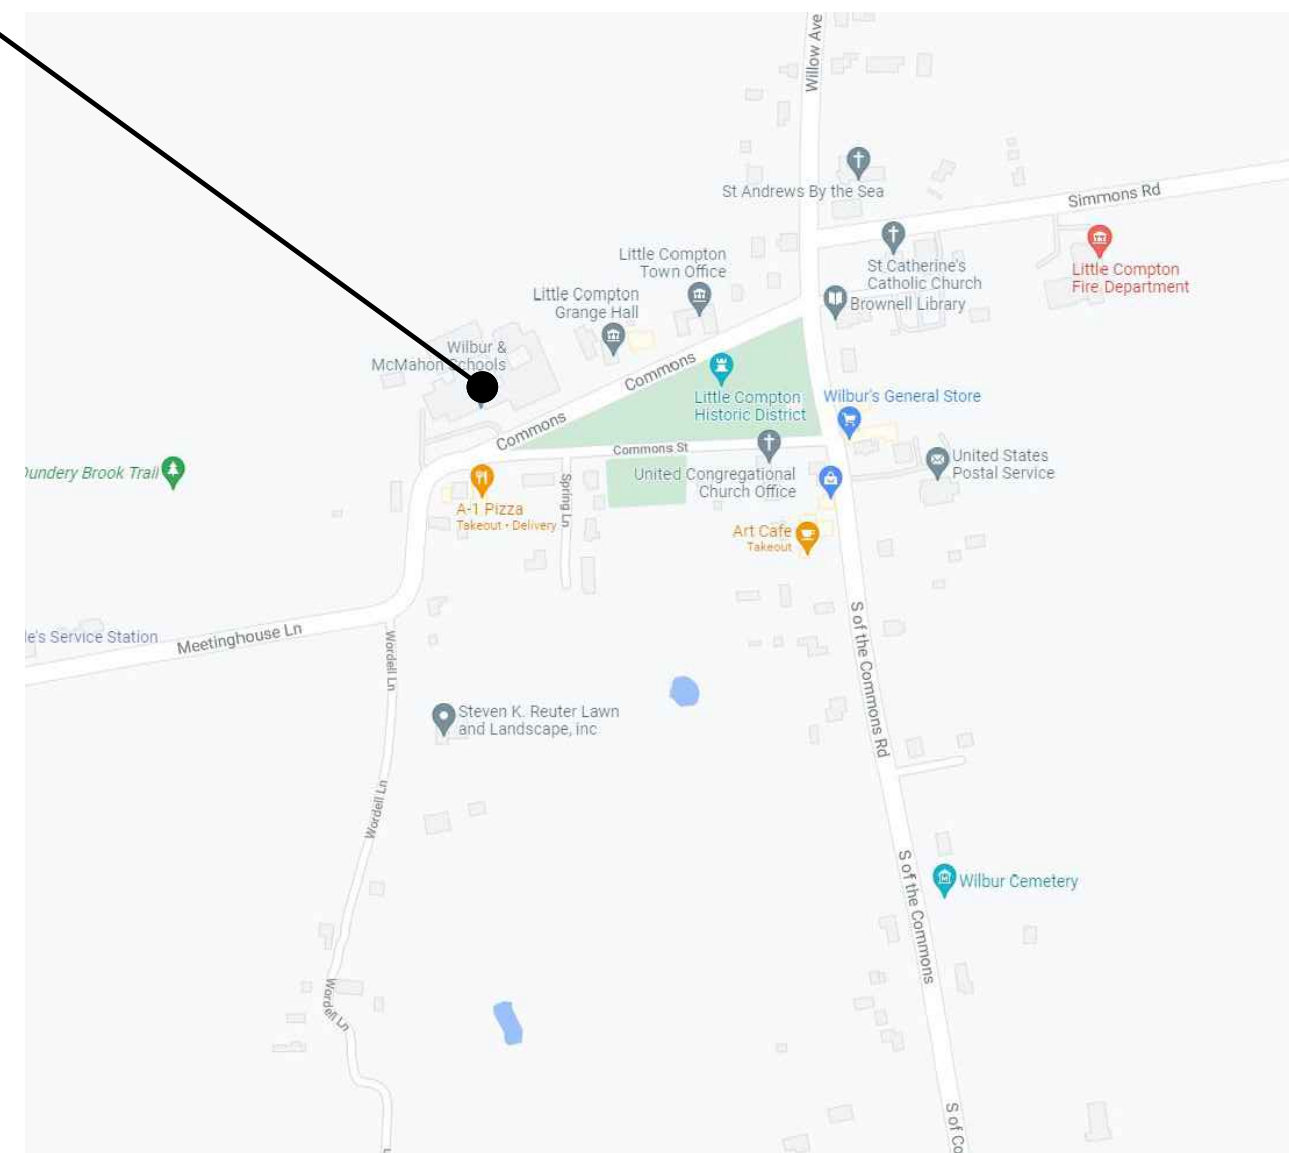 Willow Ave
St Andrews By the Sea
Simmons Rd
Little Compton
Town Office
St Catherine's
Catholic Church
Little Compton
Fire Department
Little Compton
Grange Hall
Brownell Library
Wilbur &
McMahon Schools
Commons
Little Compton
Historic District
Wilbur's General Store
Commons
Commons St
United States
Postal Service
Dundery Brook Trail
United Congregational
Church Office
Spring Ln
A-1 Pizza
Takeout • Delivery
Art Cafe
Takeout
Meetinghouse Ln
le's Service Station
Wordell Ln
S of the Commons Rd
Steven K. Reuter Lawn
and Landscape, inc
Wordell Ln
S of the Commons
Wilbur Cemetery
Wordell Ln
S of Co